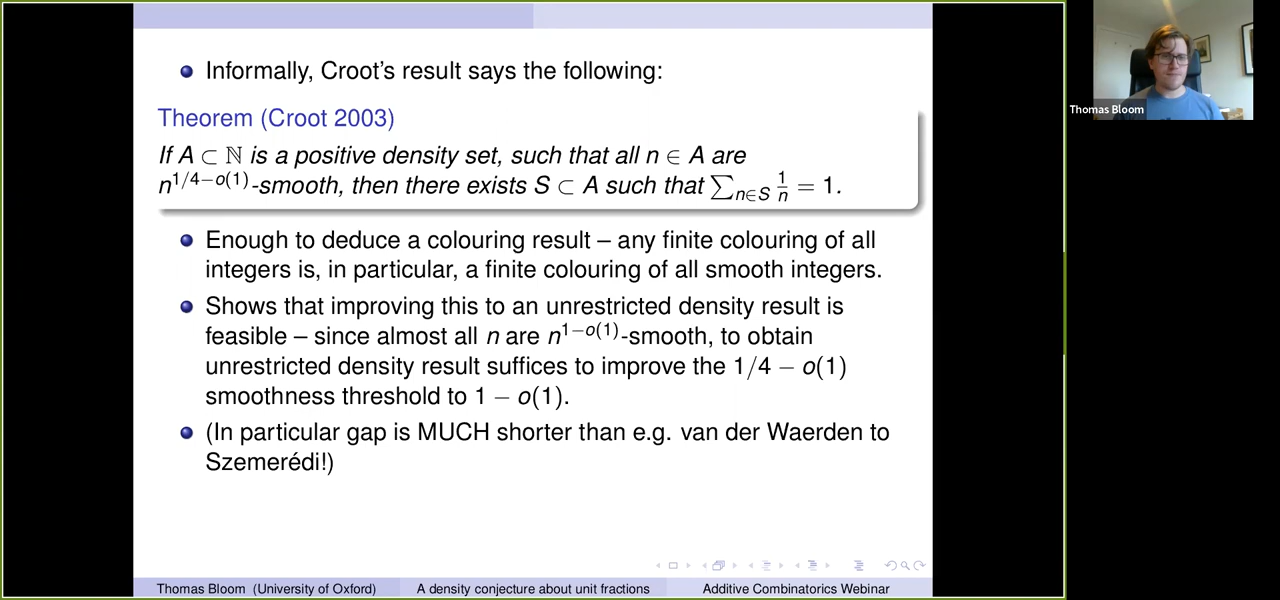 Informally, Croot's result says the following:
Theorem (Croot 2003)
If A ⊂ ℕ is a positive density set, such that all n ∈ A are
n^{1/4−o(1)}-smooth, then there exists S ⊂ A such that ∑_{n∈S} 1/n = 1.
Enough to deduce a colouring result – any finite colouring of all
integers is, in particular, a finite colouring of all smooth integers.
Shows that improving this to an unrestricted density result is
feasible – since almost all n are n^{1−o(1)}-smooth, to obtain
unrestricted density result suffices to improve the 1/4 − o(1)
smoothness threshold to 1 − o(1).
(In particular gap is MUCH shorter than e.g. van der Waerden to
Szemerédi!)
Thomas Bloom (University of Oxford)
A density conjecture about unit fractions
Additive Combinatorics Webinar
Thomas Bloom